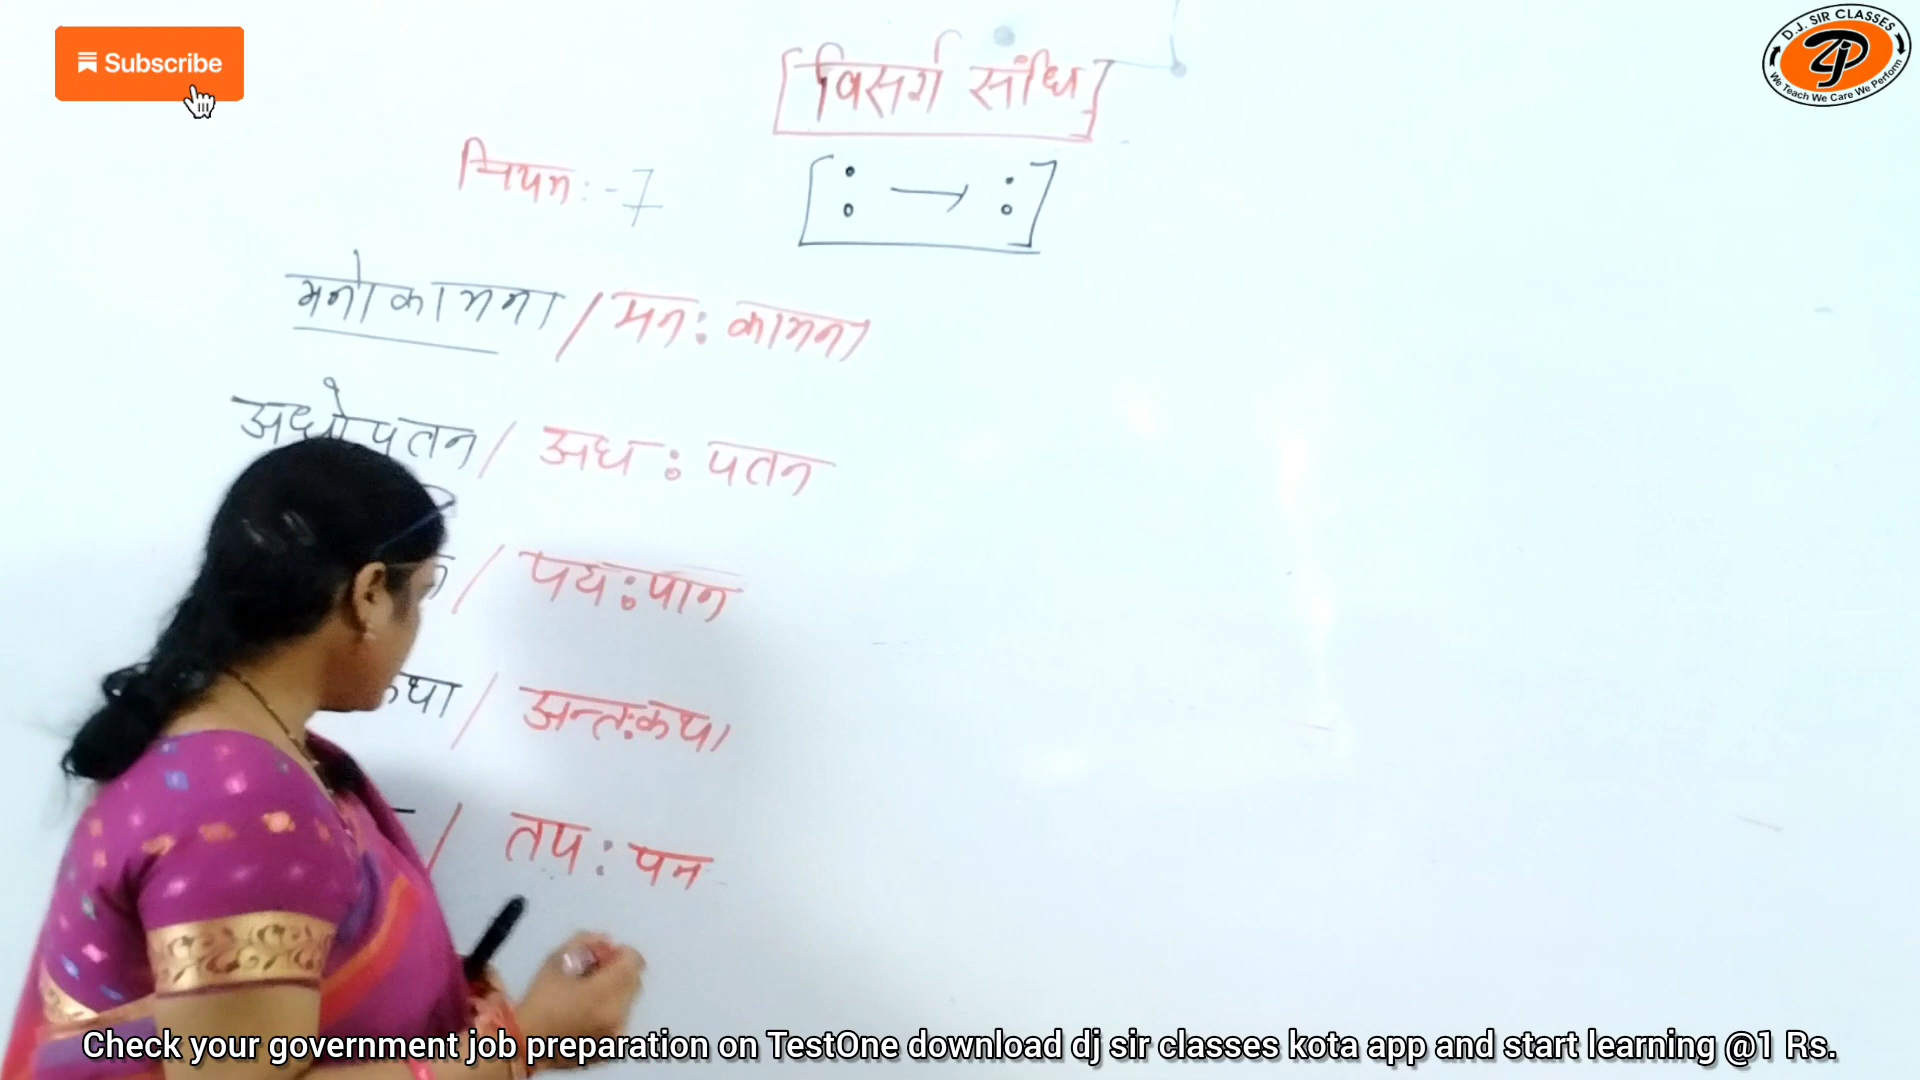 Subscribe
D.J. SIR CLASSES
We Teach We Care We Perform
विसर्ग संधि
नियम :- 7
: → :
मनोकामना / मन: कामना
अधोपतन / अध : पतन
/ पय:पान
कथा / अन्त:कथा
/ तप: पन
Check your government job preparation on TestOne download dj sir classes kota app and start learning @1 Rs.